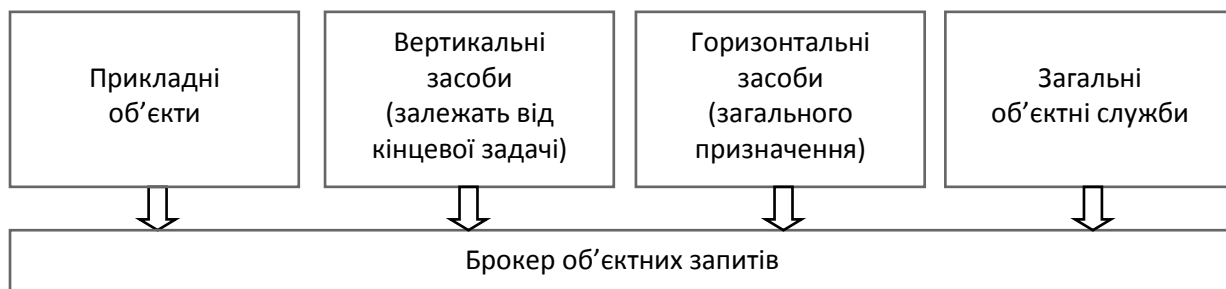 Прикладні
об’єкти
Вертикальні
засоби
(залежать від
кінцевої задачі)
Горизонтальні
засоби
(загального
призначення)
Загальні
об’єктні служби
Брокер об’єктних запитів